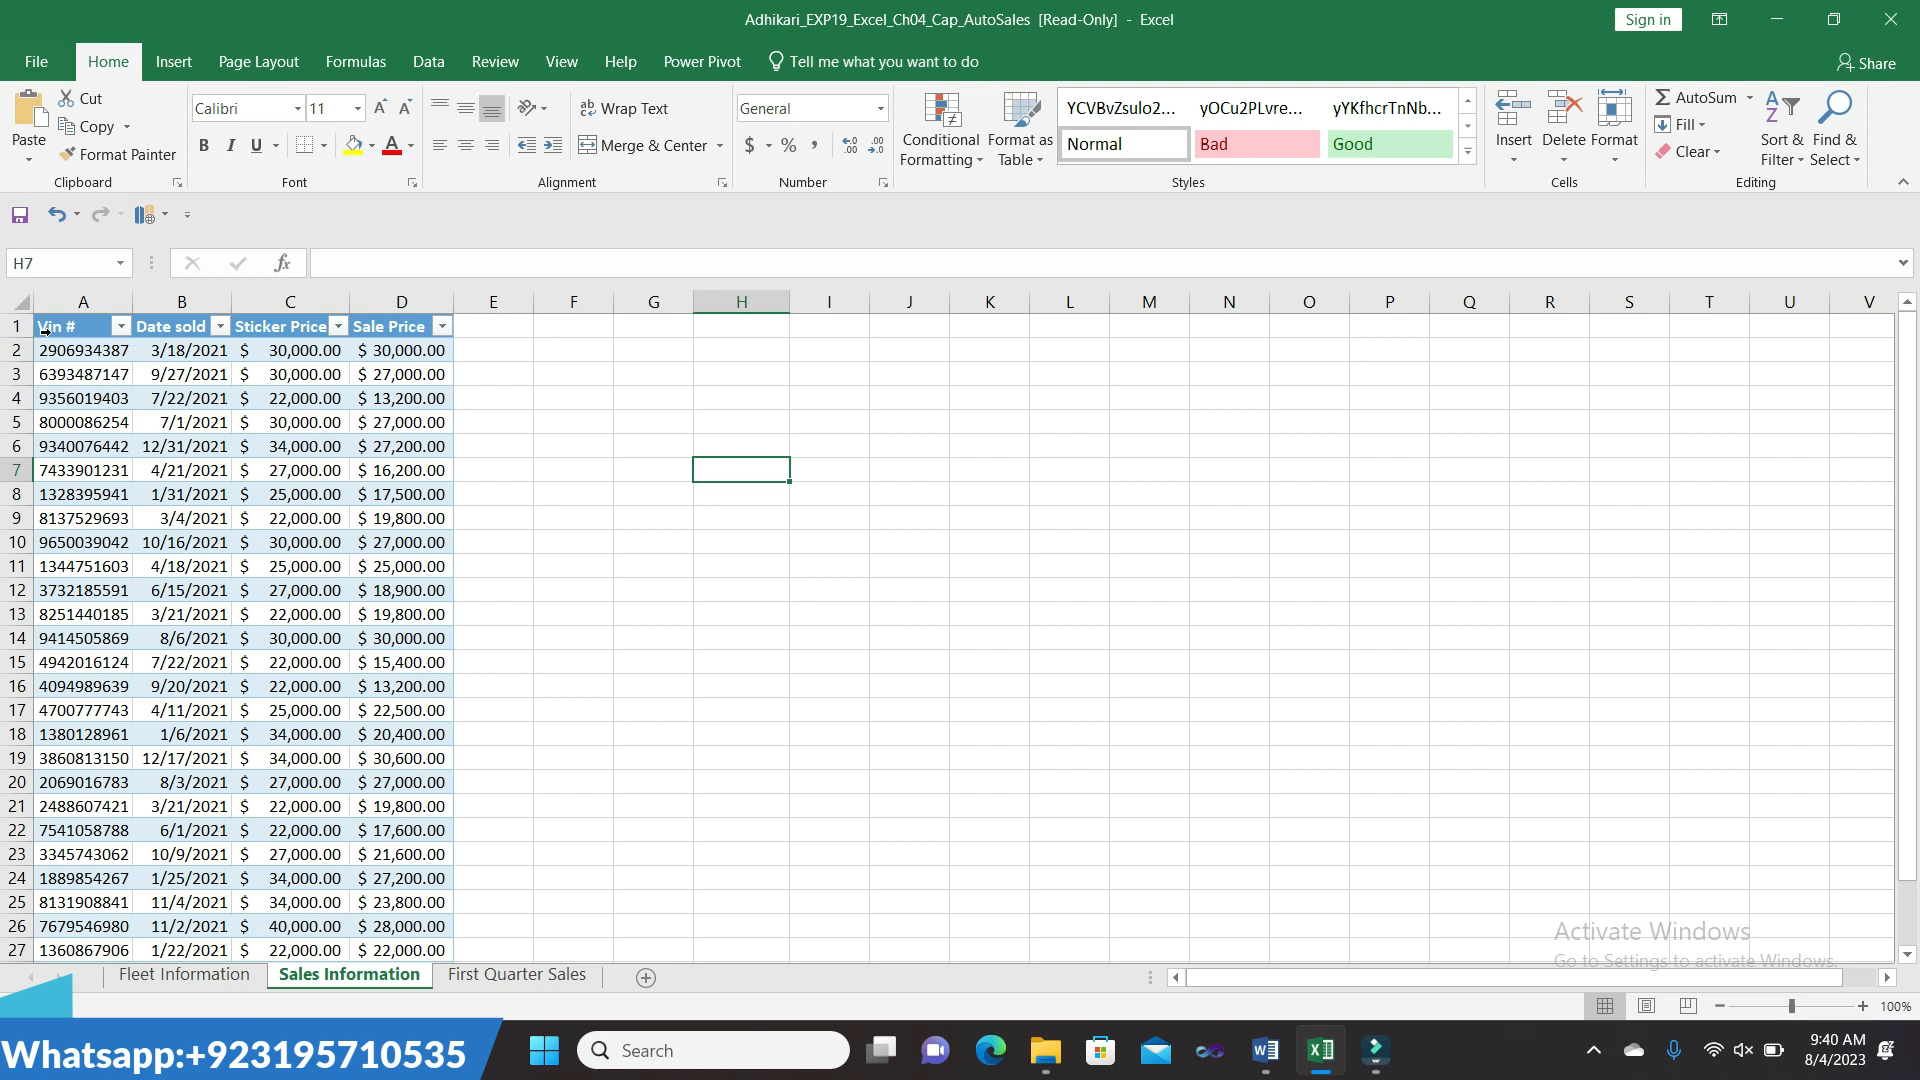 Adhikari_EXP19_Excel_Ch04_Cap_AutoSales [Read-Only] - Excel
Sign in
File Home Insert Page Layout Formulas Data Review View Help Power Pivot Tell me what you want to do Share
Paste Cut Copy Format Painter Clipboard
Calibri 11 B I U A Font
Wrap Text Merge & Center Alignment
General $ % , Number
Conditional Formatting Format as Table
YCVBvZsulo2... yOCu2PLvre... yYKfhcrTnNb...
Normal Bad Good
Styles
Insert Delete Format Cells
AutoSum Fill Clear Sort & Filter Find & Select Editing
H7 fx
A B C D E F G H I J K L M N O P Q R S T U V
1 Vin # Date sold Sticker Price Sale Price
2 2906934387 3/18/2021 $ 30,000.00 $ 30,000.00
3 6393487147 9/27/2021 $ 30,000.00 $ 27,000.00
4 9356019403 7/22/2021 $ 22,000.00 $ 13,200.00
5 8000086254 7/1/2021 $ 30,000.00 $ 27,000.00
6 9340076442 12/31/2021 $ 34,000.00 $ 27,200.00
7 7433901231 4/21/2021 $ 27,000.00 $ 16,200.00
8 1328395941 1/31/2021 $ 25,000.00 $ 17,500.00
9 8137529693 3/4/2021 $ 22,000.00 $ 19,800.00
10 9650039042 10/16/2021 $ 30,000.00 $ 27,000.00
11 1344751603 4/18/2021 $ 25,000.00 $ 25,000.00
12 3732185591 6/15/2021 $ 27,000.00 $ 18,900.00
13 8251440185 3/21/2021 $ 22,000.00 $ 19,800.00
14 9414505869 8/6/2021 $ 30,000.00 $ 30,000.00
15 4942016124 7/22/2021 $ 22,000.00 $ 15,400.00
16 4094989639 9/20/2021 $ 22,000.00 $ 13,200.00
17 4700777743 4/11/2021 $ 25,000.00 $ 22,500.00
18 1380128961 1/6/2021 $ 34,000.00 $ 20,400.00
19 3860813150 12/17/2021 $ 34,000.00 $ 30,600.00
20 2069016783 8/3/2021 $ 27,000.00 $ 27,000.00
21 2488607421 3/21/2021 $ 22,000.00 $ 19,800.00
22 7541058788 6/1/2021 $ 22,000.00 $ 17,600.00
23 3345743062 10/9/2021 $ 27,000.00 $ 21,600.00
24 1889854267 1/25/2021 $ 34,000.00 $ 27,200.00
25 8131908841 11/4/2021 $ 34,000.00 $ 23,800.00
26 7679546980 11/2/2021 $ 40,000.00 $ 28,000.00
27 1360867906 1/22/2021 $ 22,000.00 $ 22,000.00
Activate Windows
Go to Settings to activate Windows.
Fleet Information Sales Information First Quarter Sales
100%
Whatsapp:+923195710535
Search
9:40 AM
8/4/2023